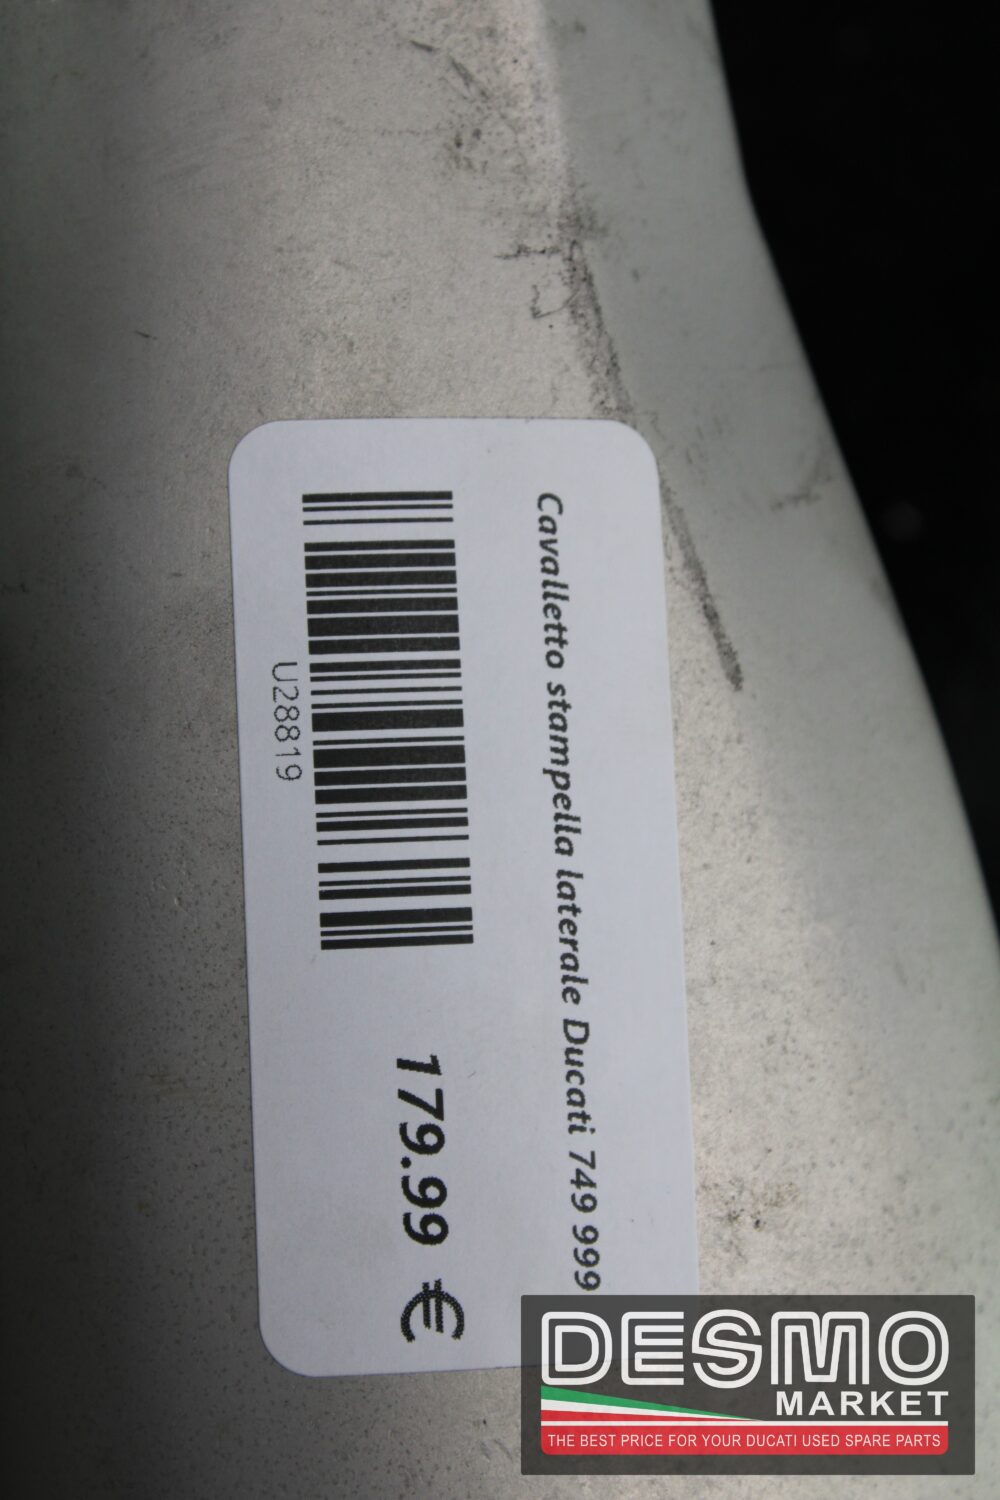 Cavalletto stampella laterale Ducati 749 999
U28819
179.99 €
DESMO
MARKET
THE BEST PRICE FOR YOUR DUCATI USED SPARE PARTS